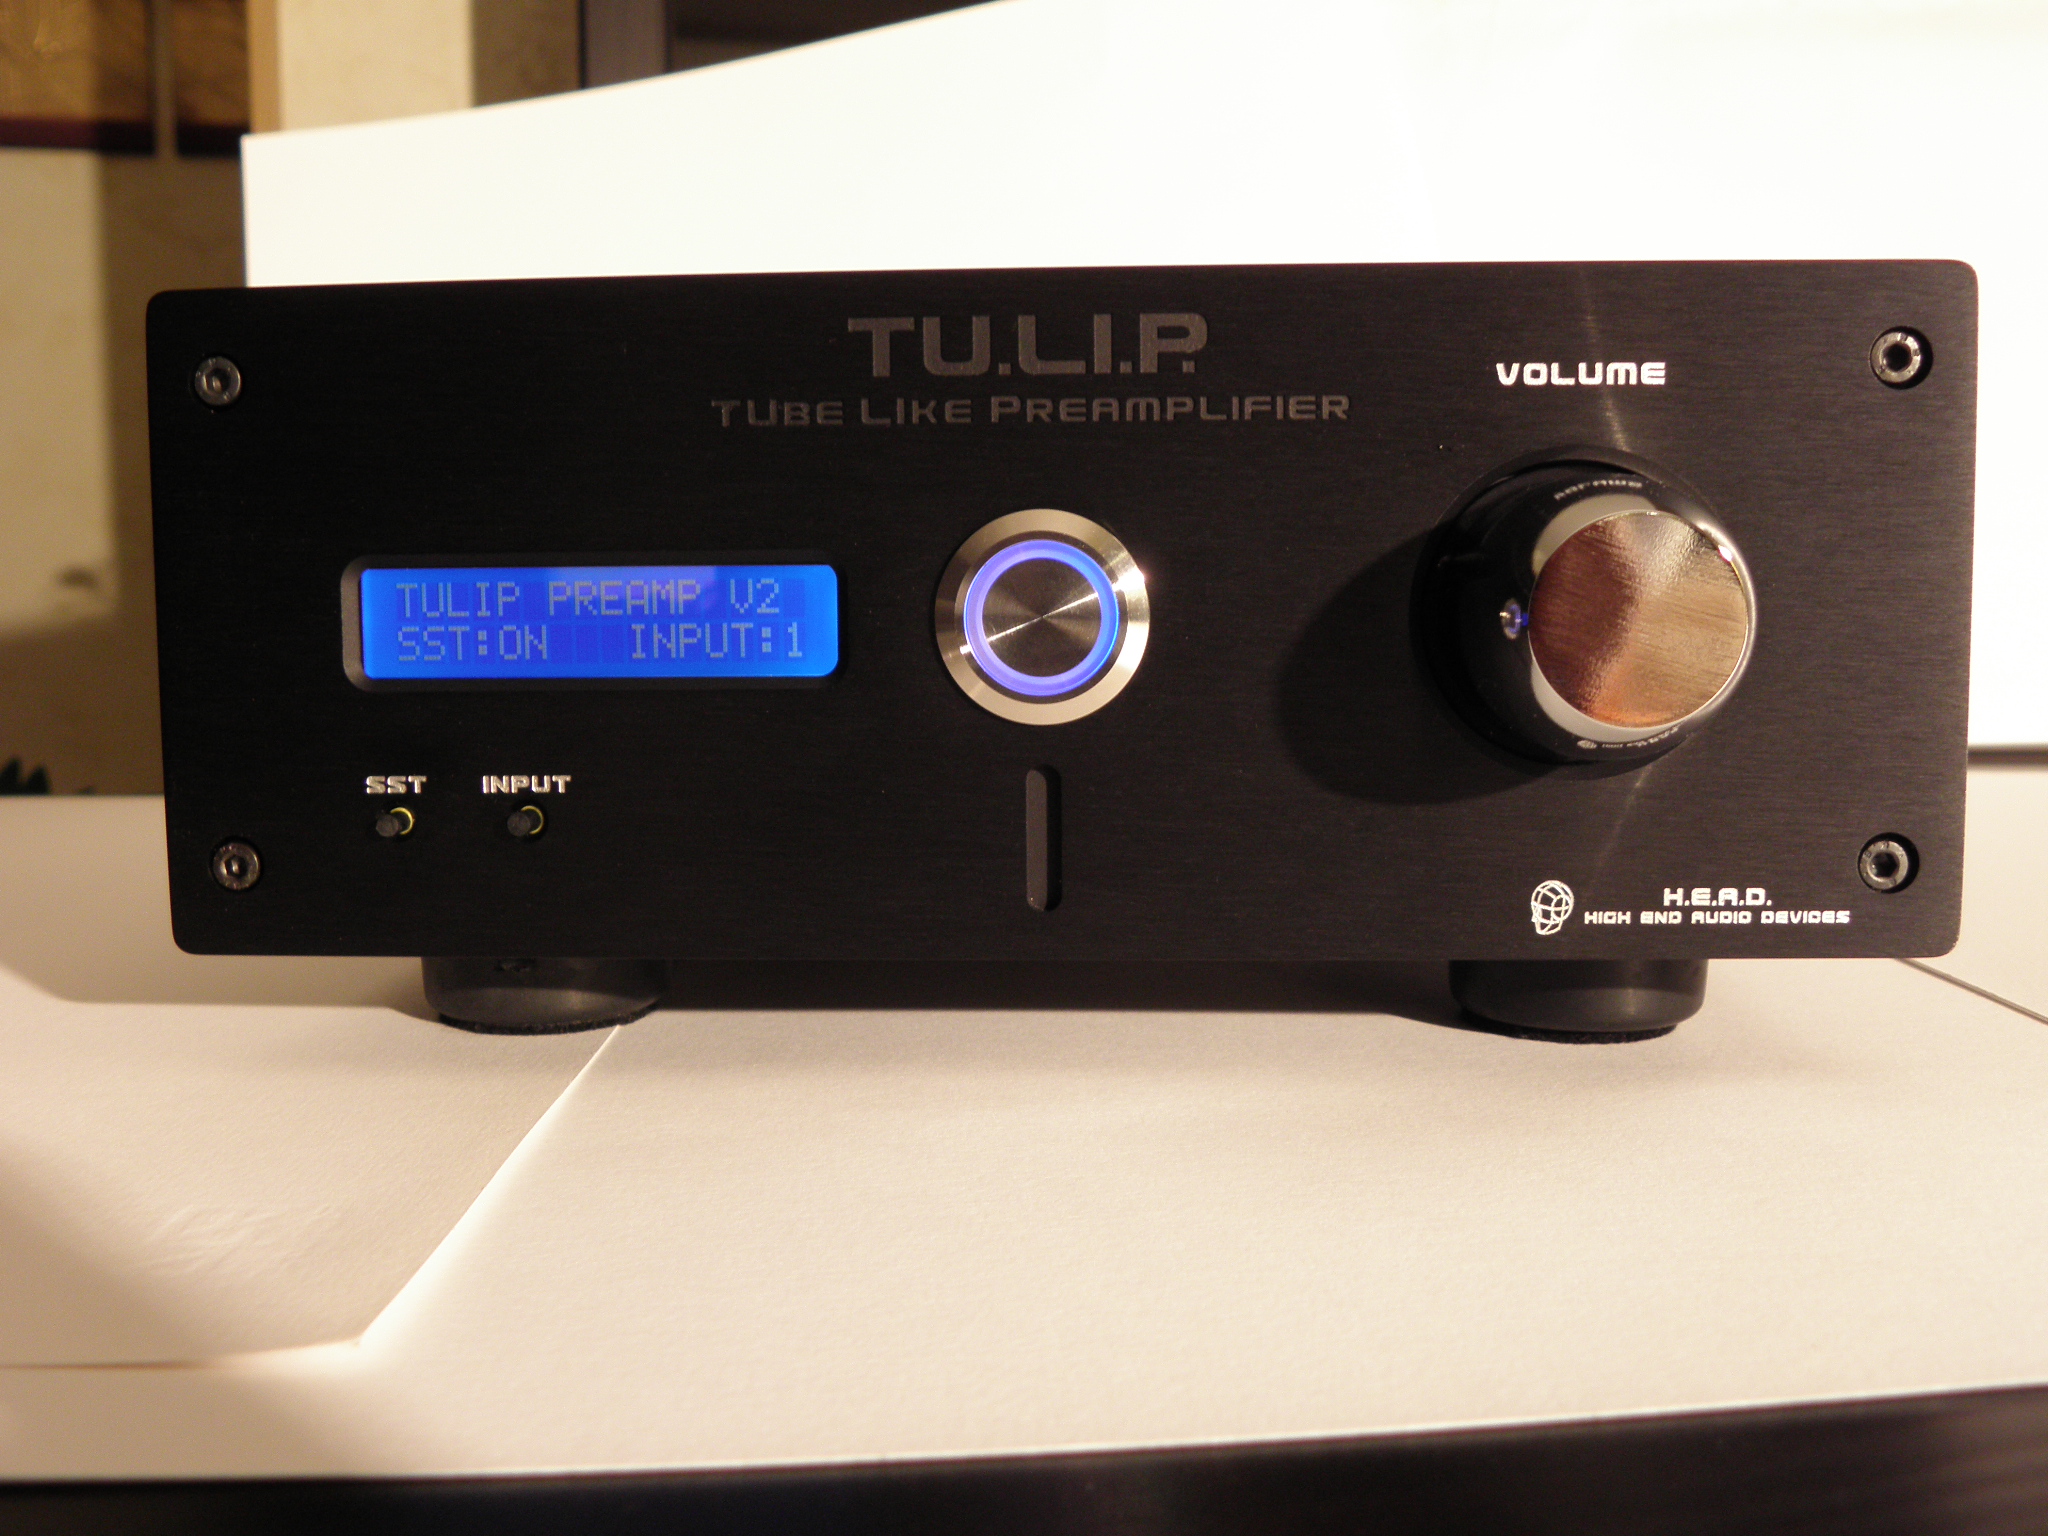 TU.LI.P.
TUBE LIKE PREAMPLIFIER
VOLUME
TULIP PREAMP V2
SST:ON INPUT:1
SST INPUT
H.E.A.D.
HIGH END AUDIO DEVICES